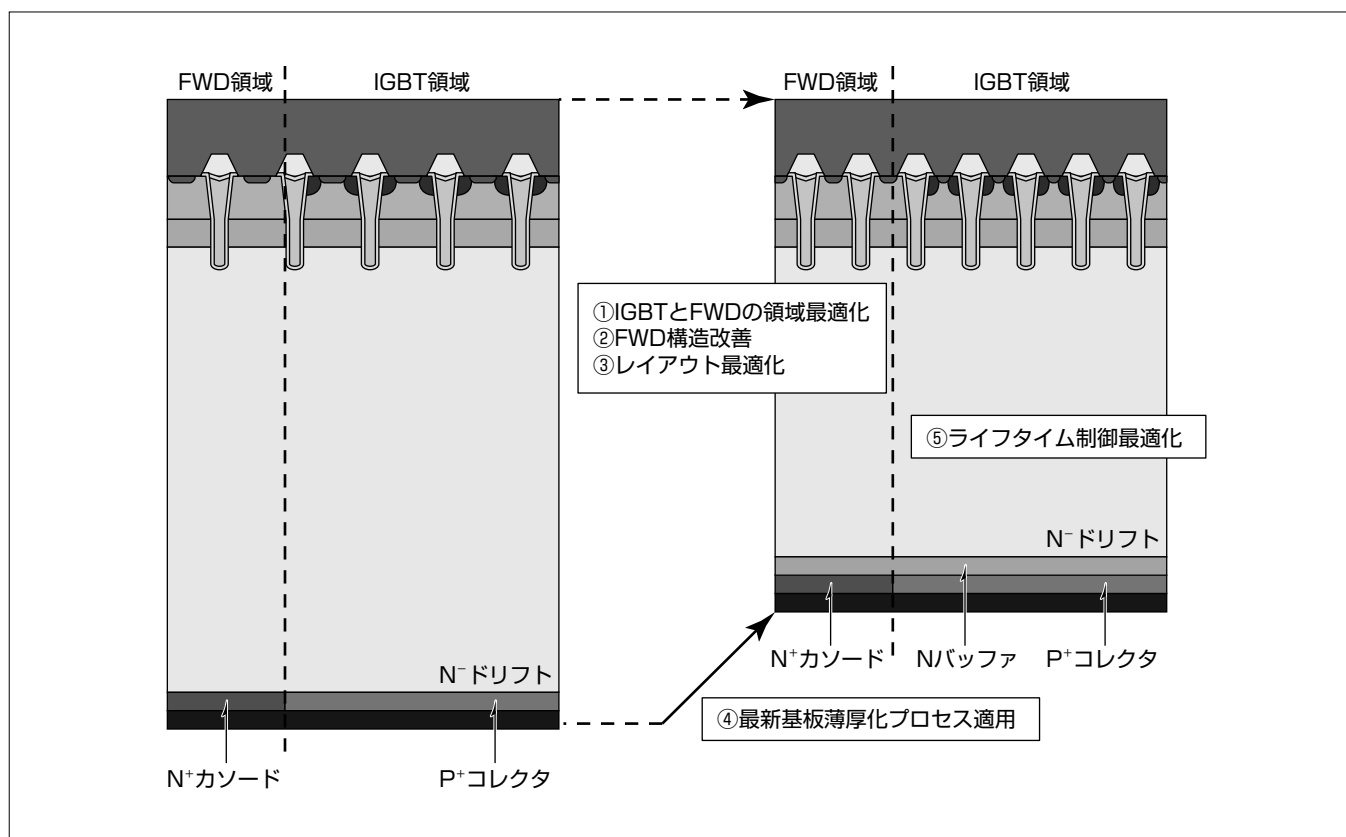 FWD領域
IGBT領域
FWD領域
IGBT領域
①IGBTとFWDの領域最適化
②FWD構造改善
③レイアウト最適化
⑤ライフタイム制御最適化
N⁻ドリフト
N⁺カソード
Nバッファ
P⁺コレクタ
N⁻ドリフト
④最新基板薄厚化プロセス適用
N⁺カソード
P⁺コレクタ